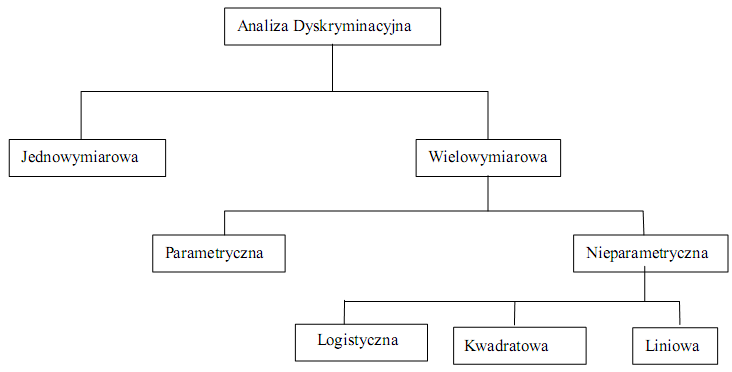 Analiza Dyskryminacyjna
Jednowymiarowa
Wielowymiarowa
Parametryczna
Nieparametryczna
Logistyczna
Kwadratowa
Liniowa